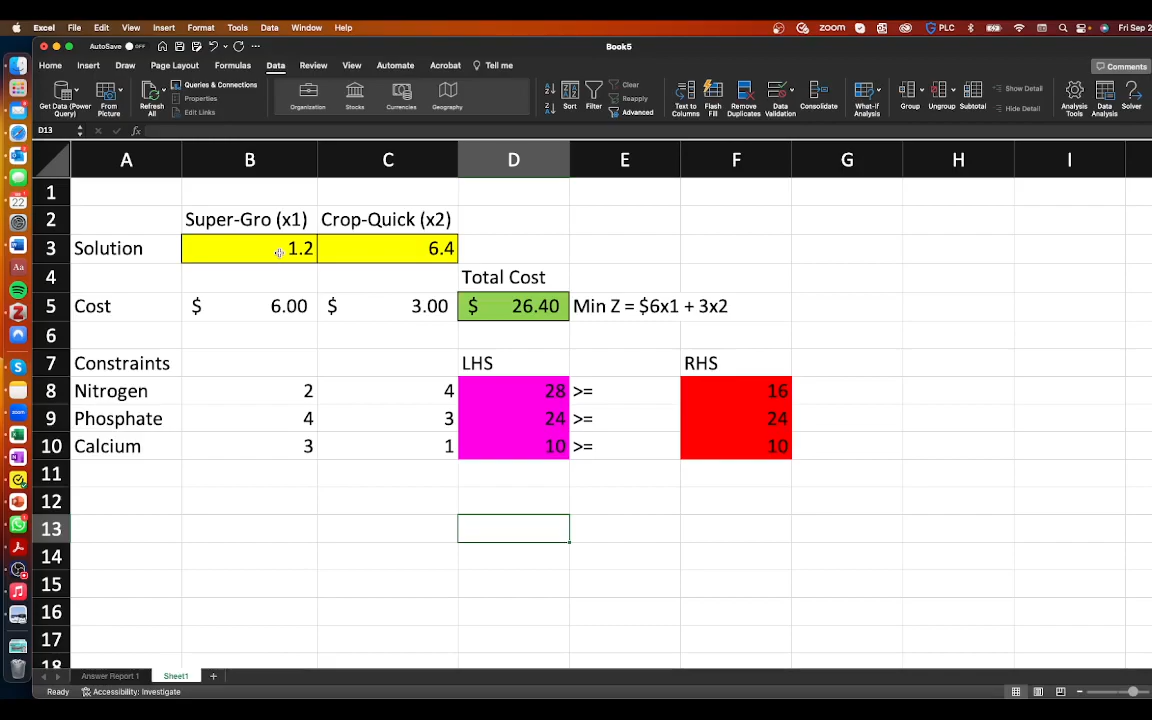 Excel File Edit View Insert Format Tools Data Window Help zoom PLC Fri Sep 2
AutoSave OFF Book5
Home Insert Draw Page Layout Formulas Data Review View Automate Acrobat Tell me Comments
Get Data (Power Query) From Picture Refresh All Queries & Connections Properties Edit Links Organization Stocks Currencies Geography Sort Filter Clear Reapply Advanced Text to Columns Flash Fill Remove Duplicates Data Validation Consolidate What-if Analysis Group Ungroup Subtotal Show Detail Hide Detail Analysis Tools Data Analysis Solver
D13 fx
A B C D E F G H I
1
2 Super-Gro (x1) Crop-Quick (x2)
3 Solution 1.2 6.4
4 Total Cost
5 Cost $ 6.00 $ 3.00 $ 26.40 Min Z = $6x1 + 3x2
6
7 Constraints LHS RHS
8 Nitrogen 2 4 28 >= 16
9 Phosphate 4 3 24 >= 24
10 Calcium 3 1 10 >= 10
11
12
13
14
15
16
17
18
Answer Report 1 Sheet1 +
Ready Accessibility: Investigate